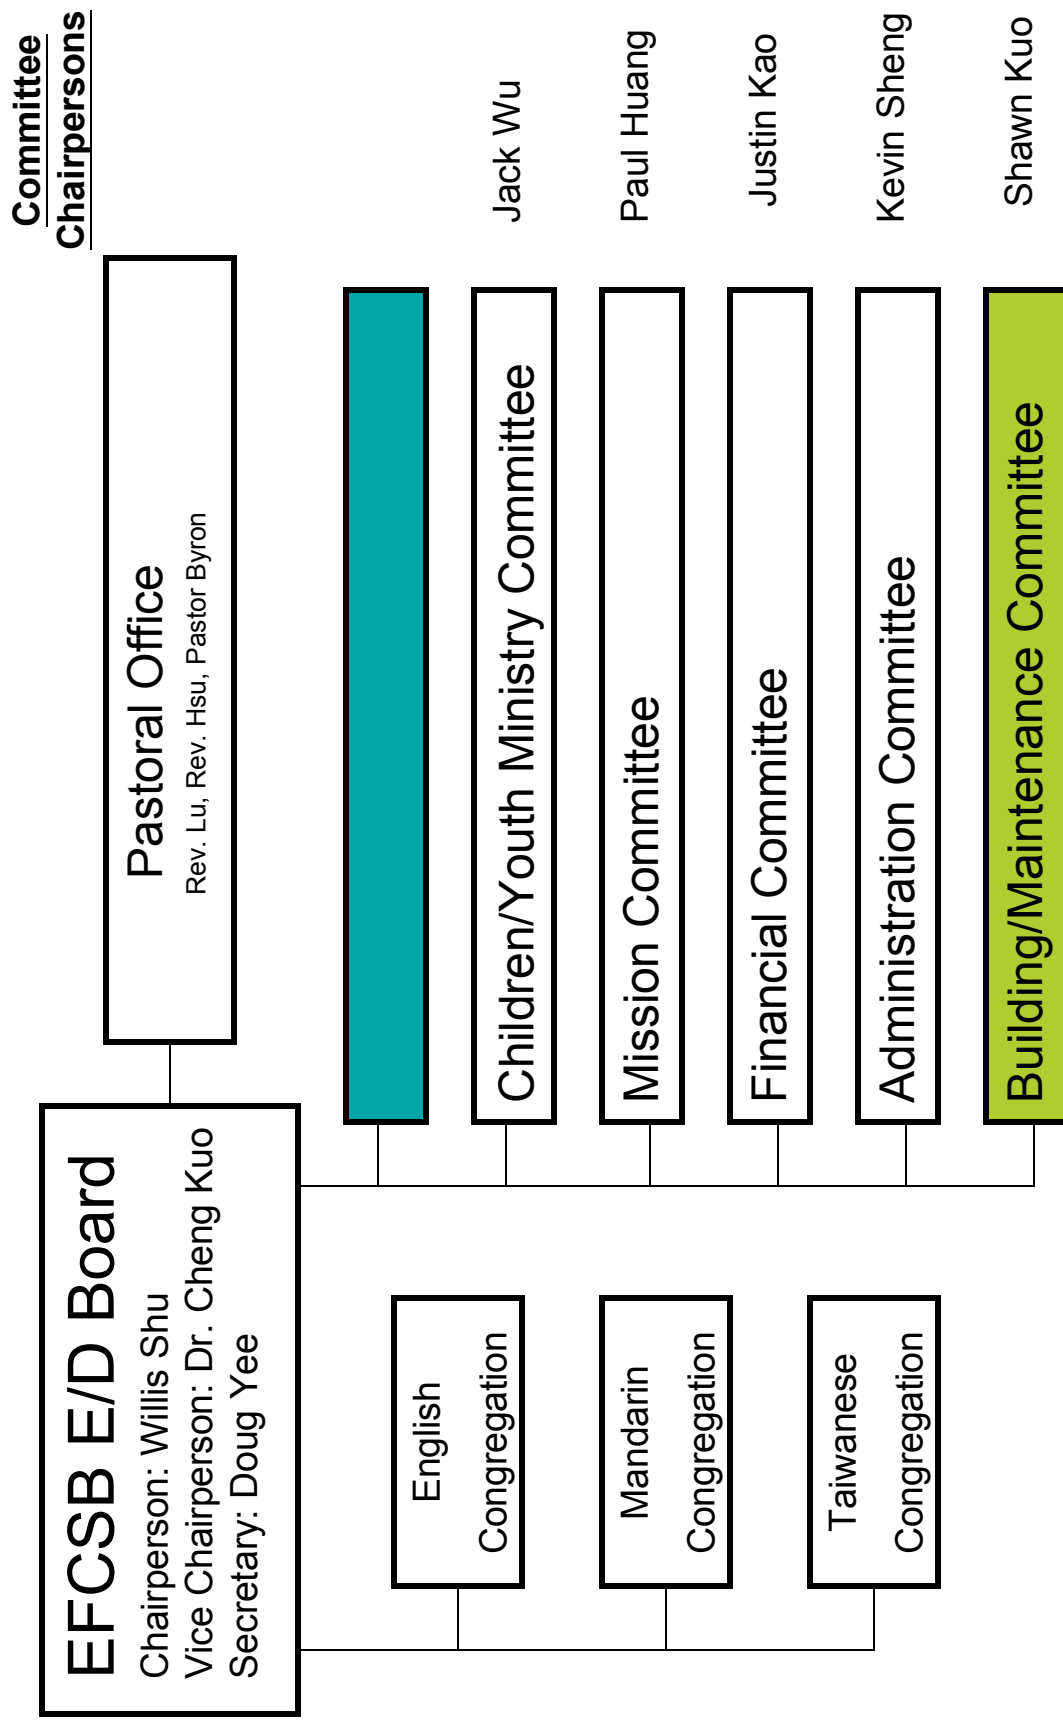 Committee
Chairpersons
EFCSB E/D Board
Chairperson: Willis Shu
Vice Chairperson: Dr. Cheng Kuo
Secretary: Doug Yee
Pastoral Office
Rev. Lu, Rev. Hsu, Pastor Byron
English
Congregation
Mandarin
Congregation
Taiwanese
Congregation
Children/Youth Ministry Committee
Jack Wu
Mission Committee
Paul Huang
Financial Committee
Justin Kao
Administration Committee
Kevin Sheng
Building/Maintenance Committee
Shawn Kuo